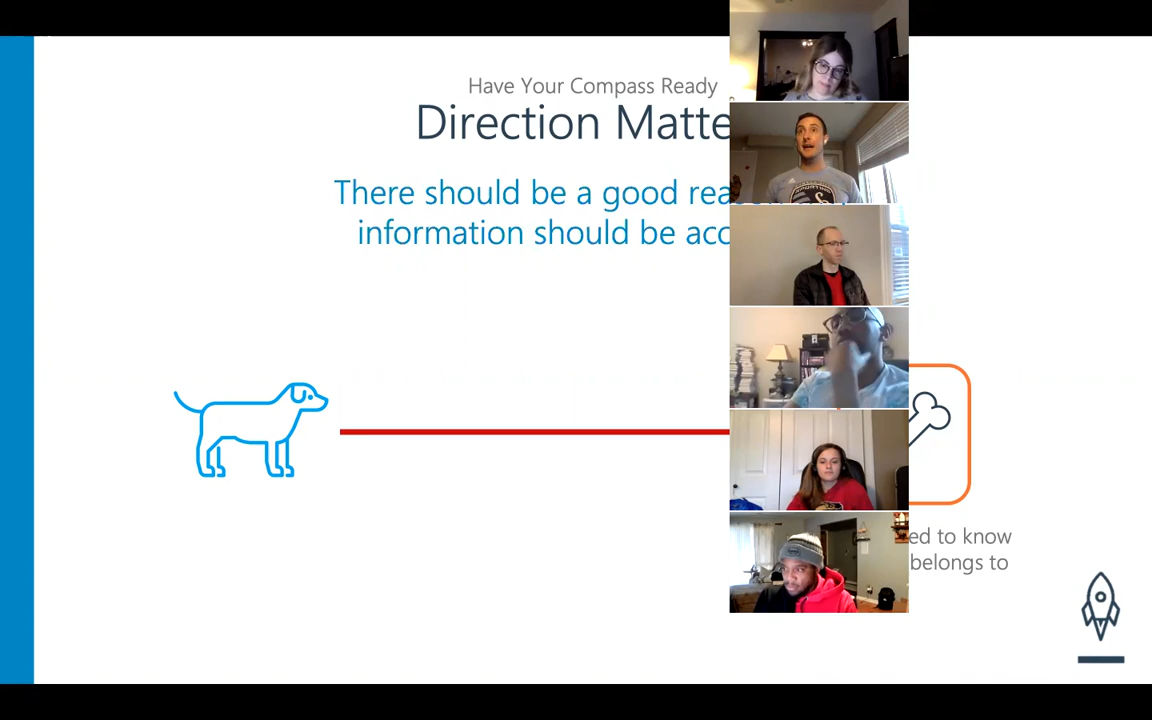 Have Your Compass Ready
Direction Matte
There should be a good rea
information should be acc
ed to know
belongs to